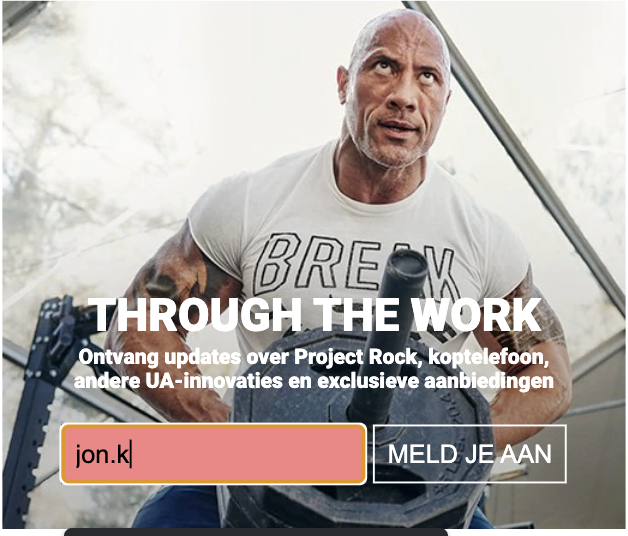 BREAK
THROUGH THE WORK
Ontvang updates over Project Rock, koptelefoon,
andere UA-innovaties en exclusieve aanbiedingen
jon.k
MELD JE AAN